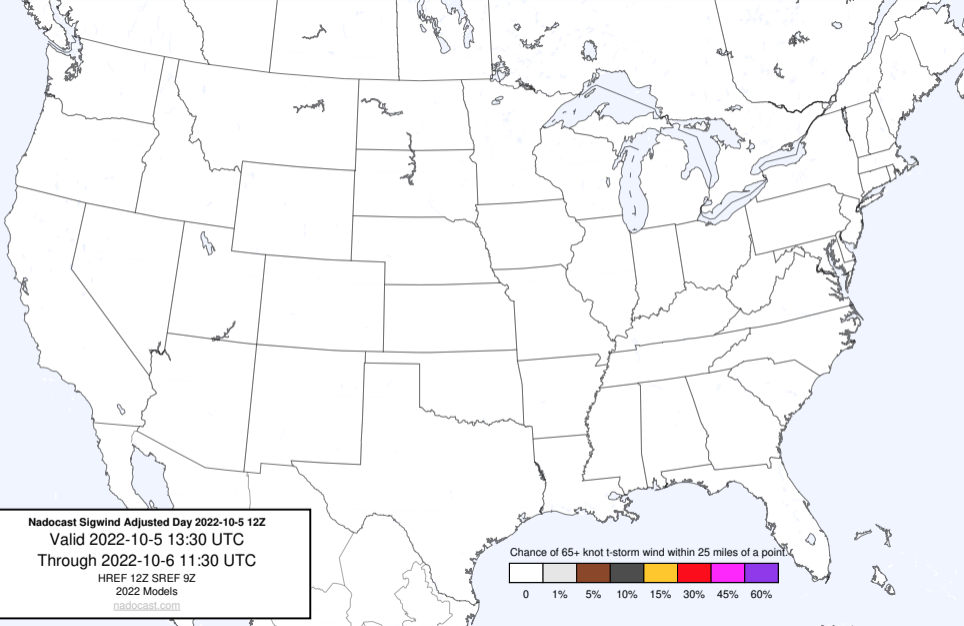 Nadocast Sigwind Adjusted Day 2022-10-5 12Z
Valid 2022-10-5 13:30 UTC
Through 2022-10-6 11:30 UTC
HREF 12Z SREF 9Z
2022 Models
nadocast.com
Chance of 65+ knot t-storm wind within 25 miles of a point.
0 1% 5% 10% 15% 30% 45% 60%